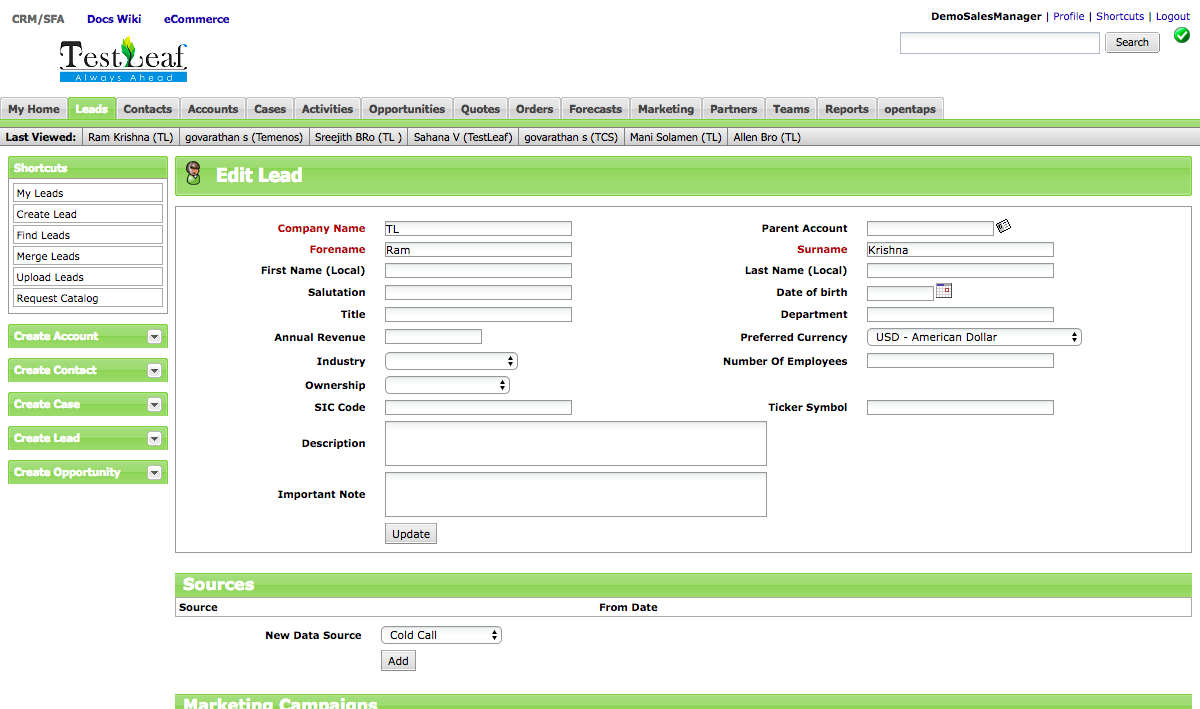 CRM/SFA Docs Wiki eCommerce
DemoSalesManager | Profile | Shortcuts | Logout
Search
TestLeaf
Always Ahead
My Home Leads Contacts Accounts Cases Activities Opportunities Quotes Orders Forecasts Marketing Partners Teams Reports opentaps
Last Viewed: Ram Krishna (TL) govarathan s (Temenos) Sreejith BRo (TL ) Sahana V (TestLeaf) govarathan s (TCS) Mani Solamen (TL) Allen Bro (TL)
Shortcuts
My Leads
Create Lead
Find Leads
Merge Leads
Upload Leads
Request Catalog
Create Account
Create Contact
Create Case
Create Lead
Create Opportunity
Edit Lead
Company Name TL Parent Account
Forename Ram Surname Krishna
First Name (Local) Last Name (Local)
Salutation Date of birth
Title Department
Annual Revenue Preferred Currency USD - American Dollar
Industry Number Of Employees
Ownership
SIC Code Ticker Symbol
Description
Important Note
Update
Sources
Source From Date
New Data Source Cold Call
Add
Marketing Campaigns